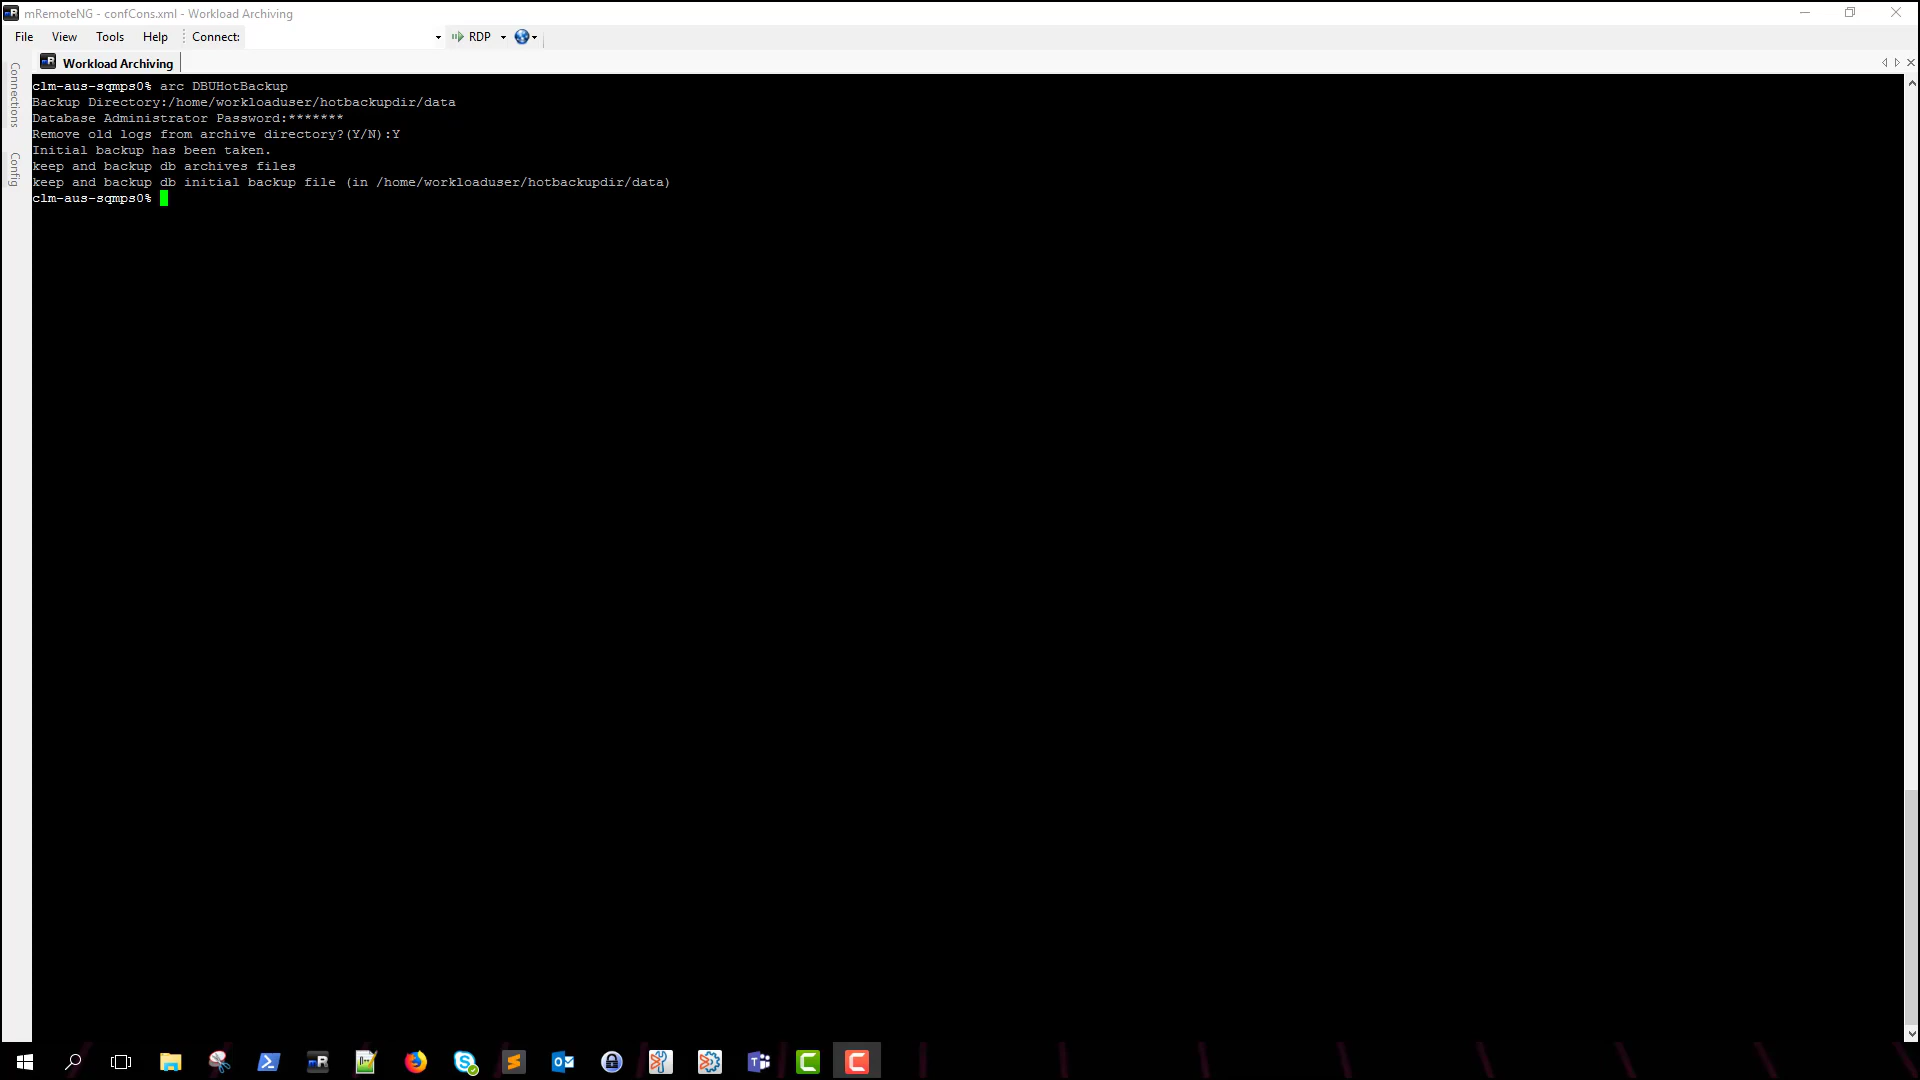 mRemoteNG - confCons.xml - Workload Archiving
File View Tools Help Connect: RDP
Workload Archiving
Connections
Config
clm-aus-sqmps0% arc DBUHotBackup
Backup Directory:/home/workloaduser/hotbackupdir/data
Database Administrator Password:*******
Remove old logs from archive directory?(Y/N):Y
Initial backup has been taken.
keep and backup db archives files
keep and backup db initial backup file (in /home/workloaduser/hotbackupdir/data)
clm-aus-sqmps0%